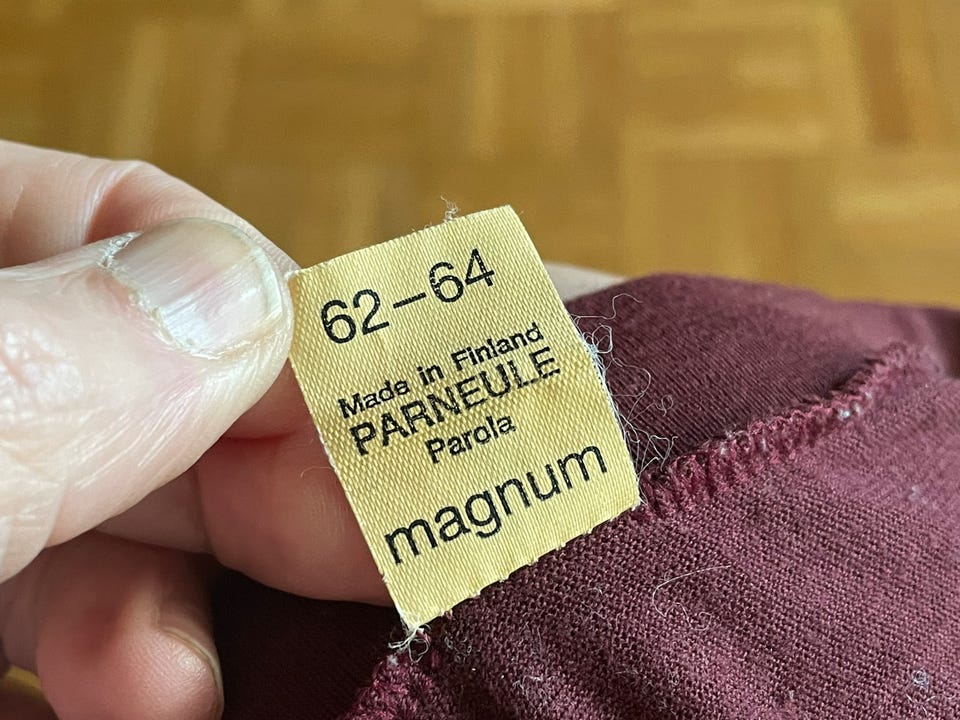 62–64
Made in Finland
PARNEULE
Parola
magnum